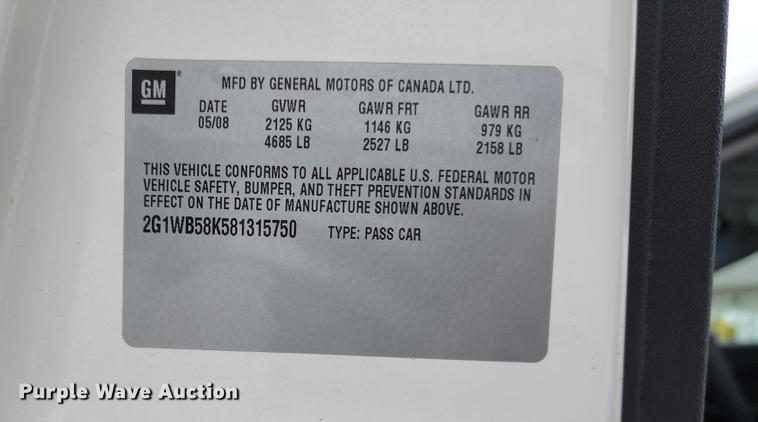 GM ®
MFD BY GENERAL MOTORS OF CANADA LTD.
DATE GVWR GAWR FRT GAWR RR
05/08 2125 KG 1146 KG 979 KG
4685 LB 2527 LB 2158 LB
THIS VEHICLE CONFORMS TO ALL APPLICABLE U.S. FEDERAL MOTOR
VEHICLE SAFETY, BUMPER, AND THEFT PREVENTION STANDARDS IN
EFFECT ON THE DATE OF MANUFACTURE SHOWN ABOVE.
2G1WB58K581315750 TYPE: PASS CAR
Purple Wave Auction